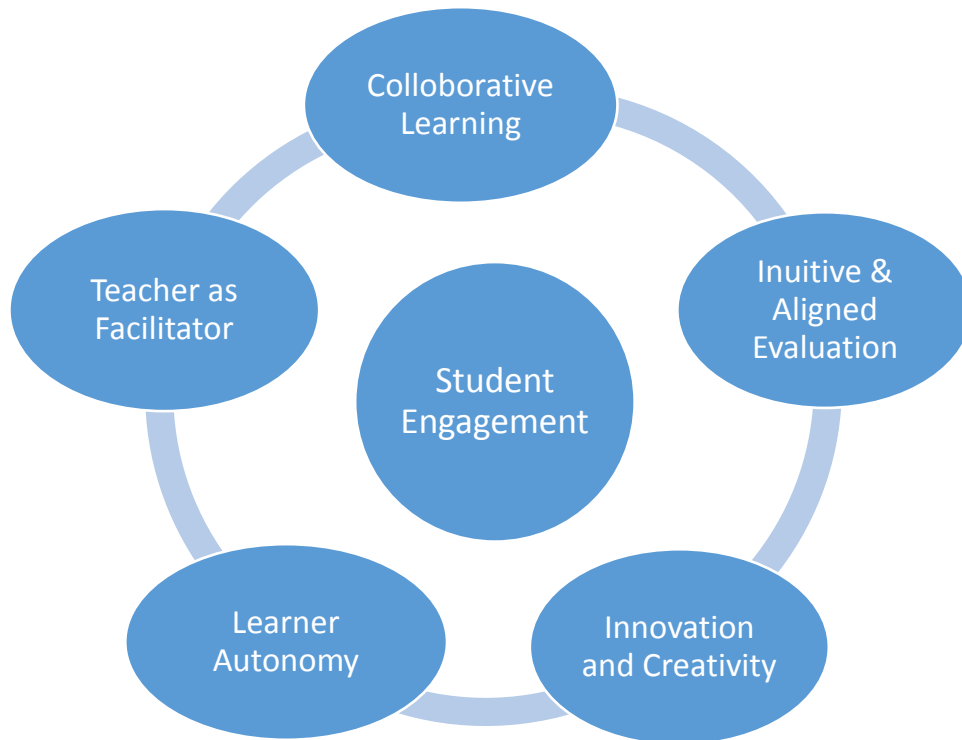 Colloborative
Learning
Inuitive &
Aligned
Evaluation
Innovation
and Creativity
Learner
Autonomy
Teacher as
Facilitator
Student
Engagement